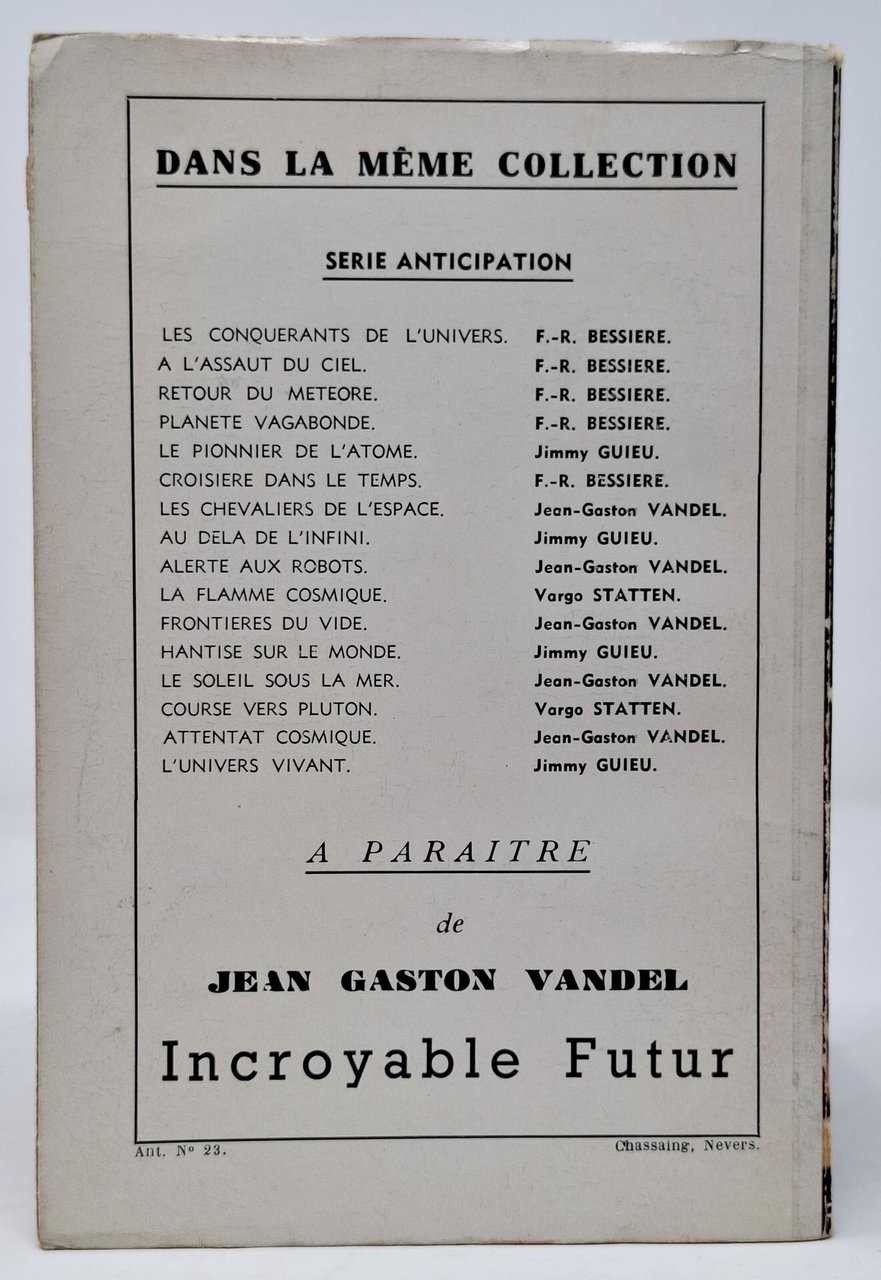 DANS LA MÊME COLLECTION
SERIE ANTICIPATION
LES CONQUERANTS DE L'UNIVERS. F.-R. BESSIERE.
A L'ASSAUT DU CIEL. F.-R. BESSIERE.
RETOUR DU METEORE. F.-R. BESSIERE.
PLANETE VAGABONDE. F.-R. BESSIERE.
LE PIONNIER DE L'ATOME. Jimmy GUIEU.
CROISIERE DANS LE TEMPS. F.-R. BESSIERE.
LES CHEVALIERS DE L'ESPACE. Jean-Gaston VANDEL.
AU DELA DE L'INFINI. Jimmy GUIEU.
ALERTE AUX ROBOTS. Jean-Gaston VANDEL.
LA FLAMME COSMIQUE. Vargo STATTEN.
FRONTIERES DU VIDE. Jean-Gaston VANDEL.
HANTISE SUR LE MONDE. Jimmy GUIEU.
LE SOLEIL SOUS LA MER. Jean-Gaston VANDEL.
COURSE VERS PLUTON. Vargo STATTEN.
ATTENTAT COSMIQUE. Jean-Gaston VANDEL.
L'UNIVERS VIVANT. Jimmy GUIEU.
A PARAITRE
de
JEAN GASTON VANDEL
Incroyable Futur
Ant. Nº 23. Chassaing, Nevers.